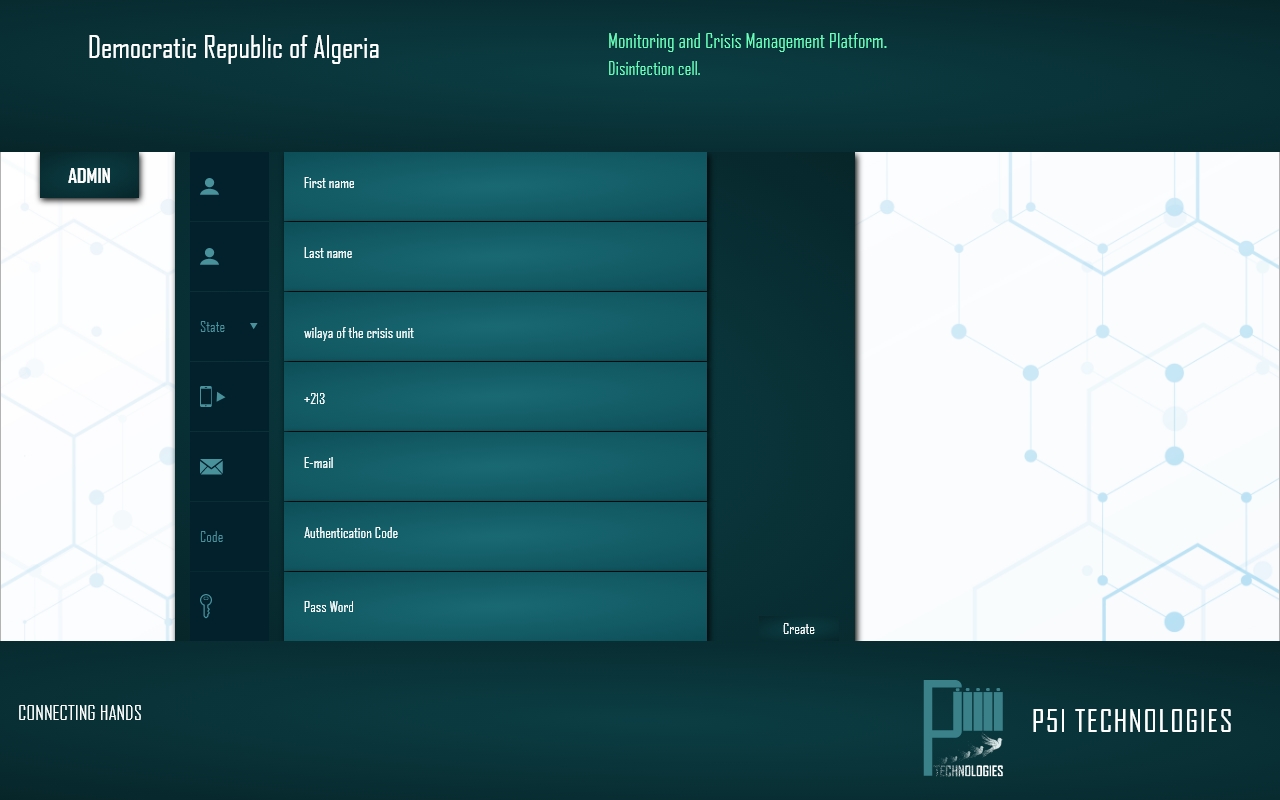 Democratic Republic of Algeria
Monitoring and Crisis Management Platform.
Disinfection cell.
ADMIN
First name
Last name
State
wilaya of the crisis unit
+213
E-mail
Code
Authentication Code
Pass Word
Create
CONNECTING HANDS
TECHNOLOGIES
P5I TECHNOLOGIES